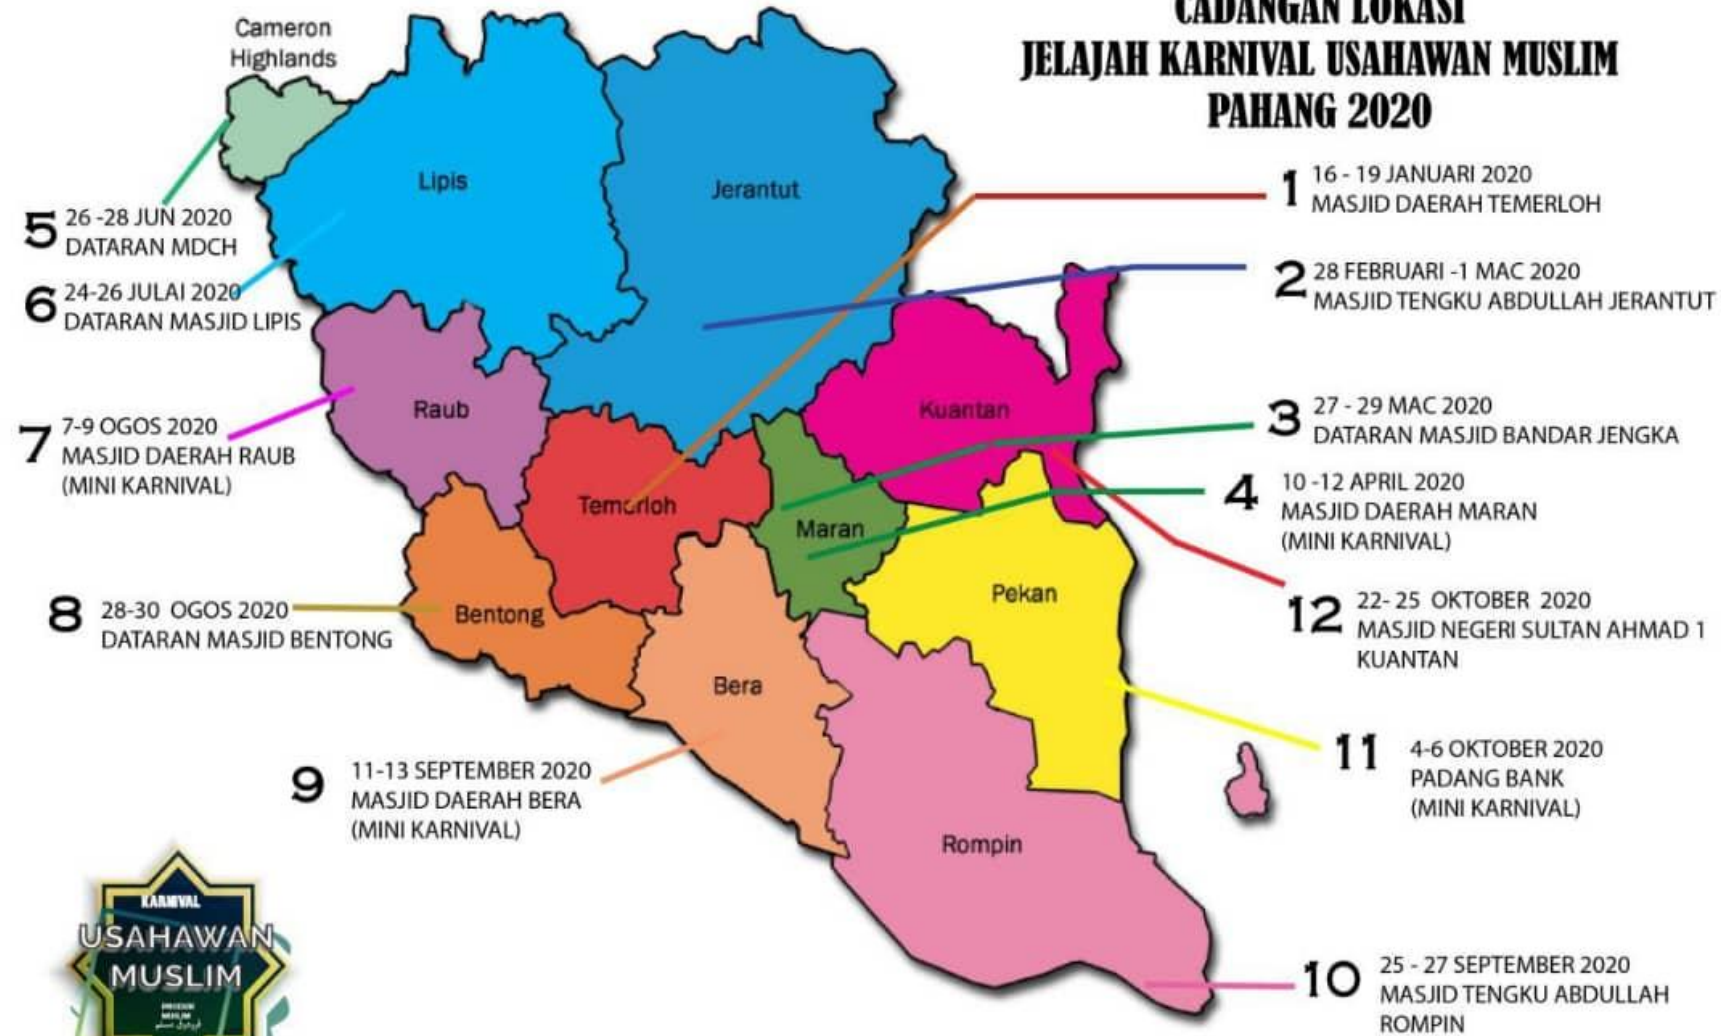 CADANGAN LOKASI
JELAJAH KARNIVAL USAHAWAN MUSLIM
PAHANG 2020
Cameron
Highlands
Lipis
Jerantut
Raub
Kuantan
Temerloh
Maran
Bentong
Pekan
Bera
Rompin
1 16 - 19 JANUARI 2020
MASJID DAERAH TEMERLOH
2 28 FEBRUARI -1 MAC 2020
MASJID TENGKU ABDULLAH JERANTUT
3 27 - 29 MAC 2020
DATARAN MASJID BANDAR JENGKA
4 10 -12 APRIL 2020
MASJID DAERAH MARAN
(MINI KARNIVAL)
5 26 -28 JUN 2020
DATARAN MDCH
6 24-26 JULAI 2020
DATARAN MASJID LIPIS
7 7-9 OGOS 2020
MASJID DAERAH RAUB
(MINI KARNIVAL)
8 28-30 OGOS 2020
DATARAN MASJID BENTONG
9 11-13 SEPTEMBER 2020
MASJID DAERAH BERA
(MINI KARNIVAL)
10 25 - 27 SEPTEMBER 2020
MASJID TENGKU ABDULLAH
ROMPIN
11 4-6 OKTOBER 2020
PADANG BANK
(MINI KARNIVAL)
12 22- 25 OKTOBER 2020
MASJID NEGERI SULTAN AHMAD 1
KUANTAN
KARNIVAL
USAHAWAN
MUSLIM